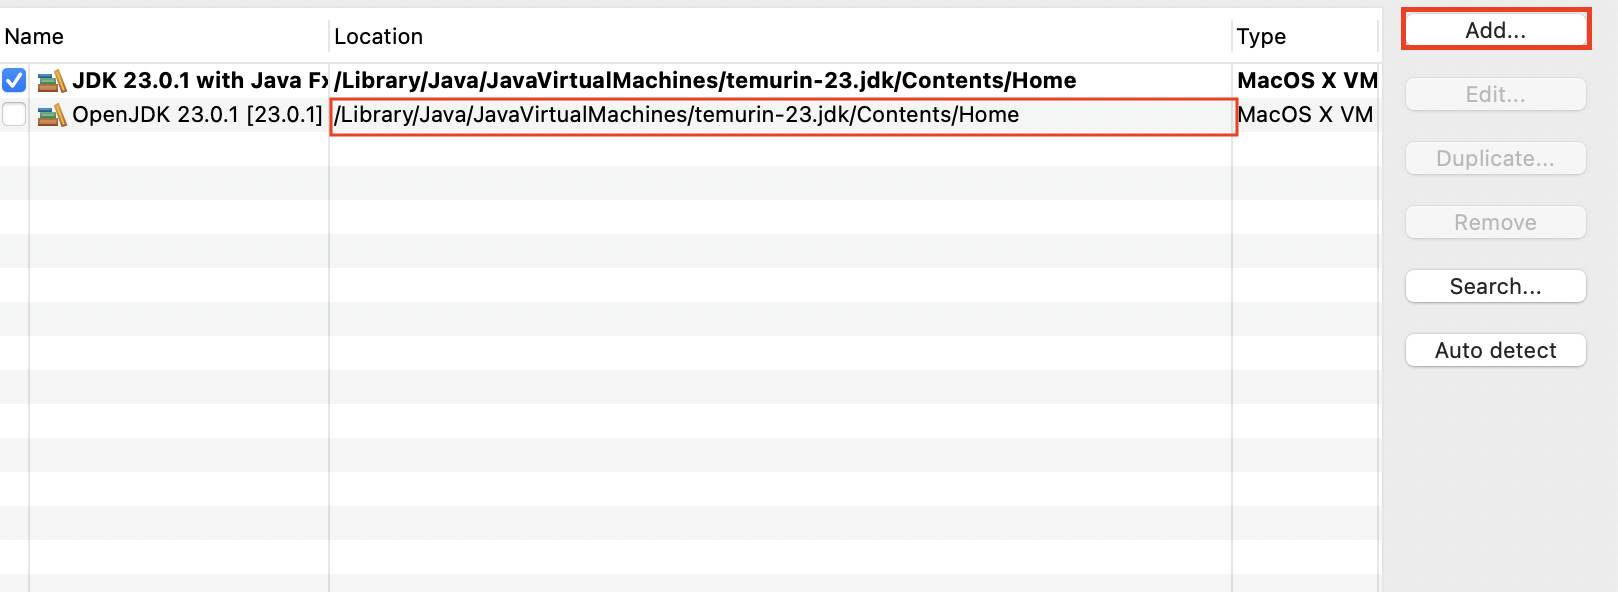 Name Location Type
JDK 23.0.1 with Java Fx /Library/Java/JavaVirtualMachines/temurin-23.jdk/Contents/Home MacOS X VM
OpenJDK 23.0.1 [23.0.1] /Library/Java/JavaVirtualMachines/temurin-23.jdk/Contents/Home MacOS X VM
Add...
Edit...
Duplicate...
Remove
Search...
Auto detect